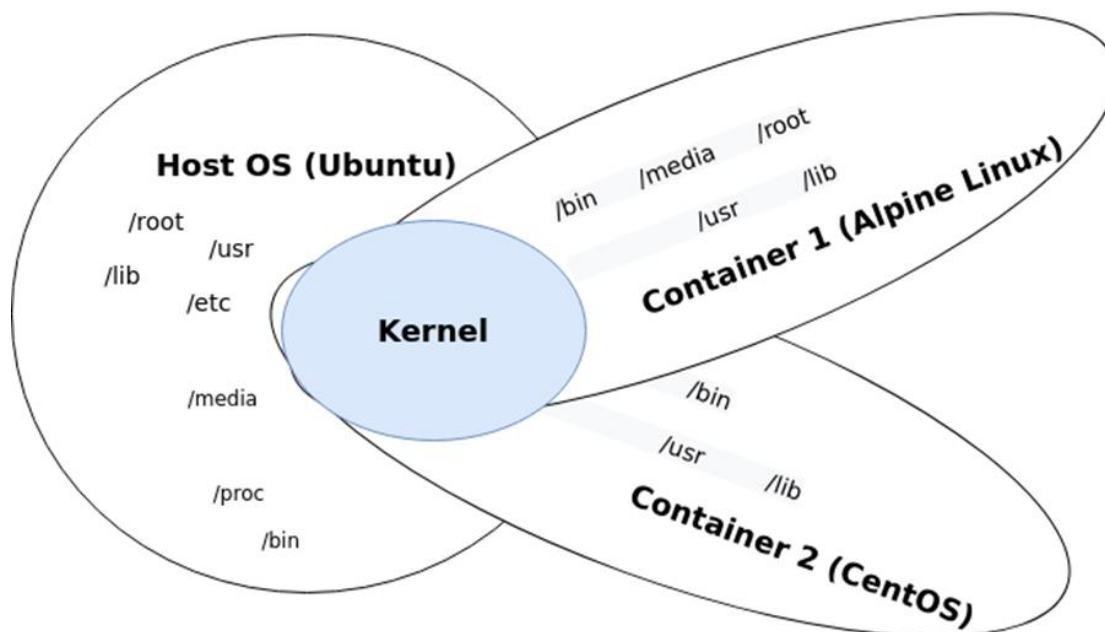 Host OS (Ubuntu)
/root
/usr
/lib
/etc
/media
/proc
/bin
Kernel
/bin
/media
/root
/usr
/lib
Container 1 (Alpine Linux)
/bin
/usr
/lib
Container 2 (CentOS)